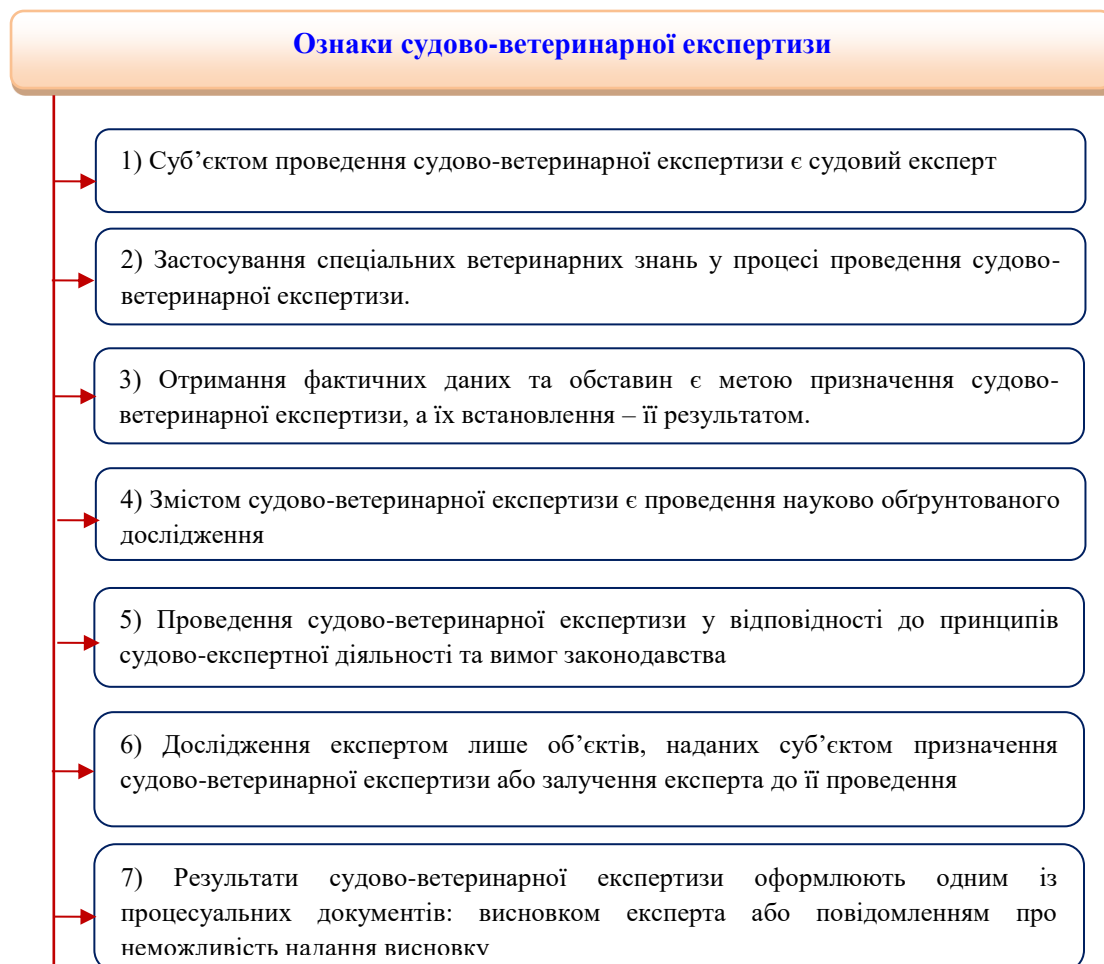 Ознаки судово-ветеринарної експертизи
1) Суб’єктом проведення судово-ветеринарної експертизи є судовий експерт
2) Застосування спеціальних ветеринарних знань у процесі проведення судово-
ветеринарної експертизи.
3) Отримання фактичних даних та обставин є метою призначення судово-
ветеринарної експертизи, а їх встановлення – її результатом.
4) Змістом судово-ветеринарної експертизи є проведення науково обґрунтованого
дослідження
5) Проведення судово-ветеринарної експертизи у відповідності до принципів
судово-експертної діяльності та вимог законодавства
6) Дослідження експертом лише об’єктів, наданих суб’єктом призначення
судово-ветеринарної експертизи або залучення експерта до її проведення
7) Результати судово-ветеринарної експертизи оформлюють одним із
процесуальних документів: висновком експерта або повідомленням про
неможливість надання висновку